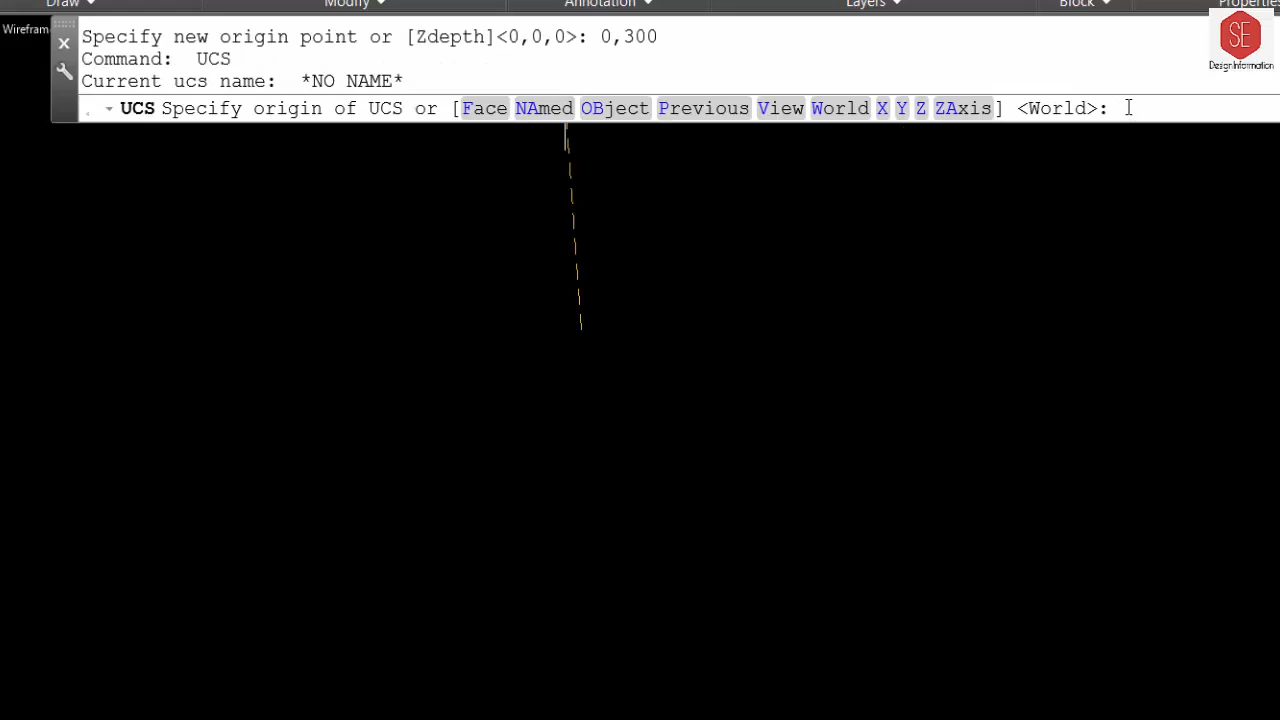 Draw Modify Annotation Layers Block Properties
Wirefram
Specify new origin point or [Zdepth]<0,0,0>: 0,300
Command: UCS
Current ucs name: *NO NAME*
UCS Specify origin of UCS or [Face NAmed OBject Previous View World X Y Z ZAxis] <World>:
SE
Design Information